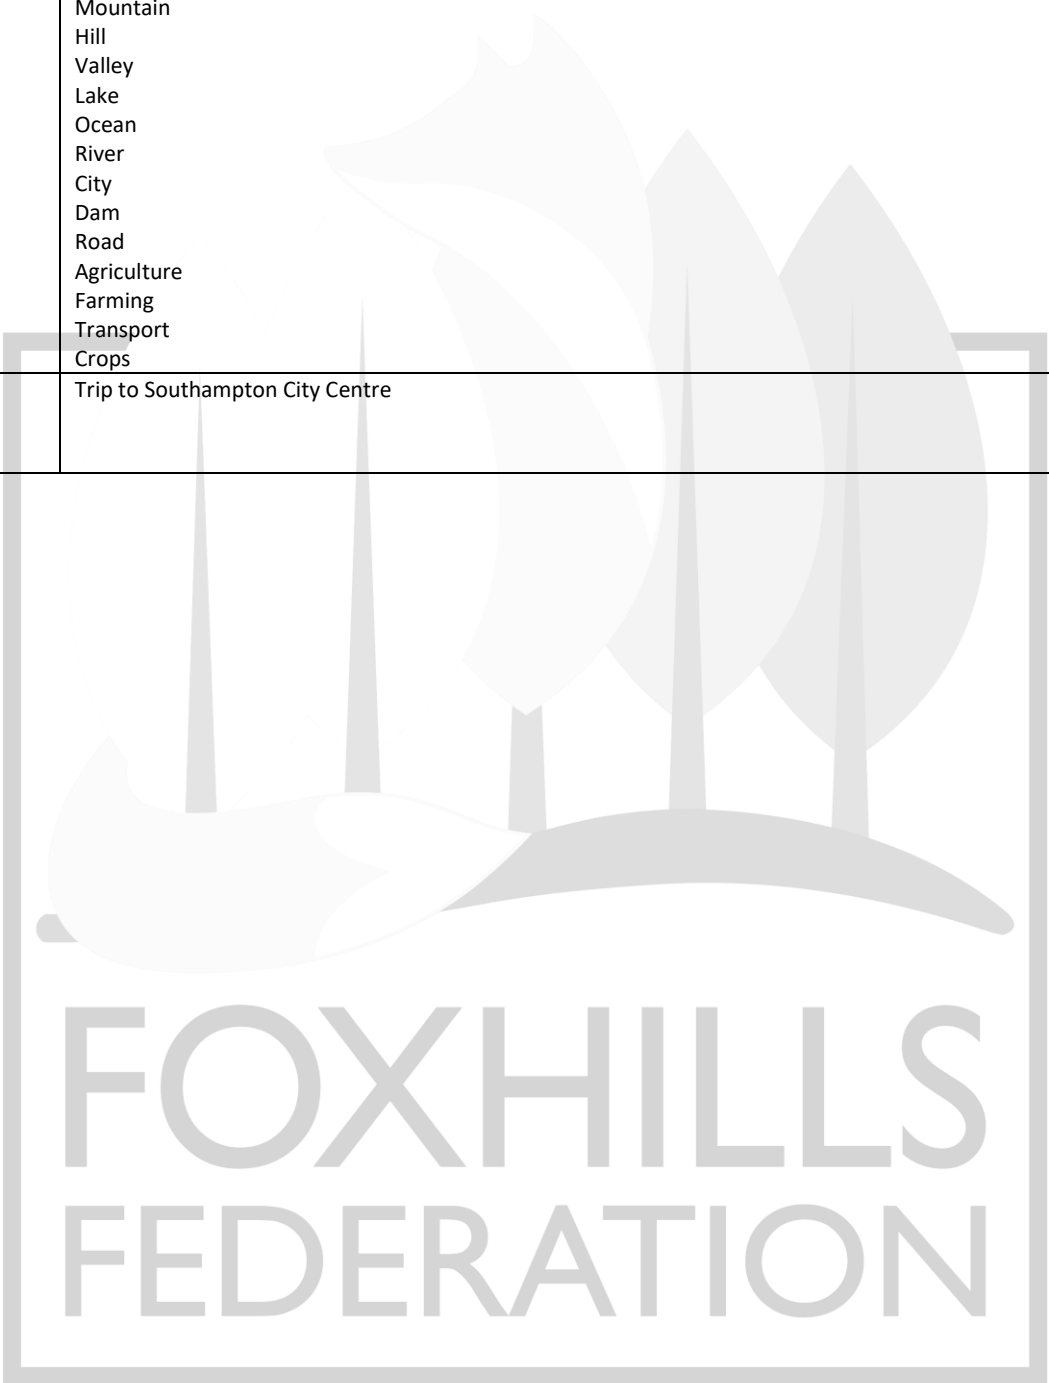 Mountain
Hill
Valley
Lake
Ocean
River
City
Dam
Road
Agriculture
Farming
Transport
Crops
Trip to Southampton City Centre
FOXHILLS
FEDERATION